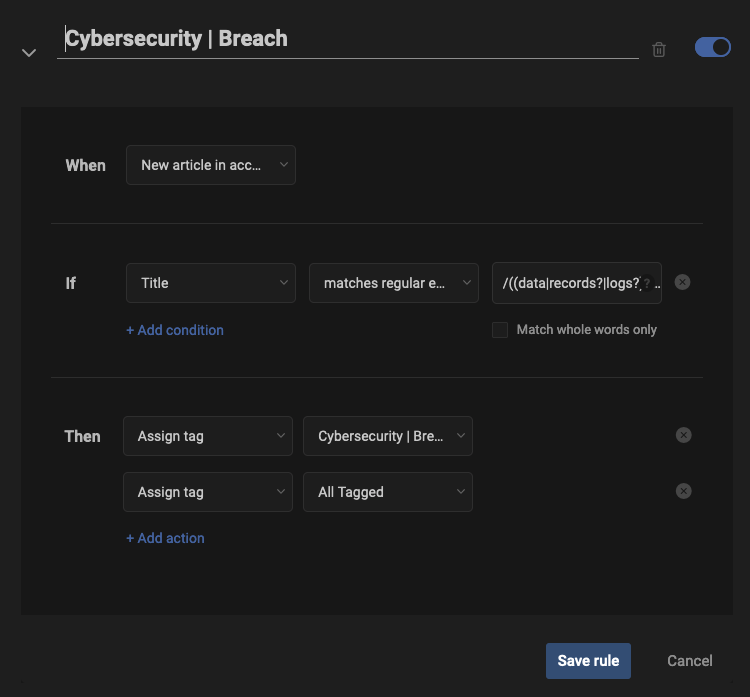 Cybersecurity | Breach
When New article in acc...
If Title matches regular e... /((data|records?|logs? ? ...
+ Add condition Match whole words only
Then Assign tag Cybersecurity | Bre...
Assign tag All Tagged
+ Add action
Save rule Cancel